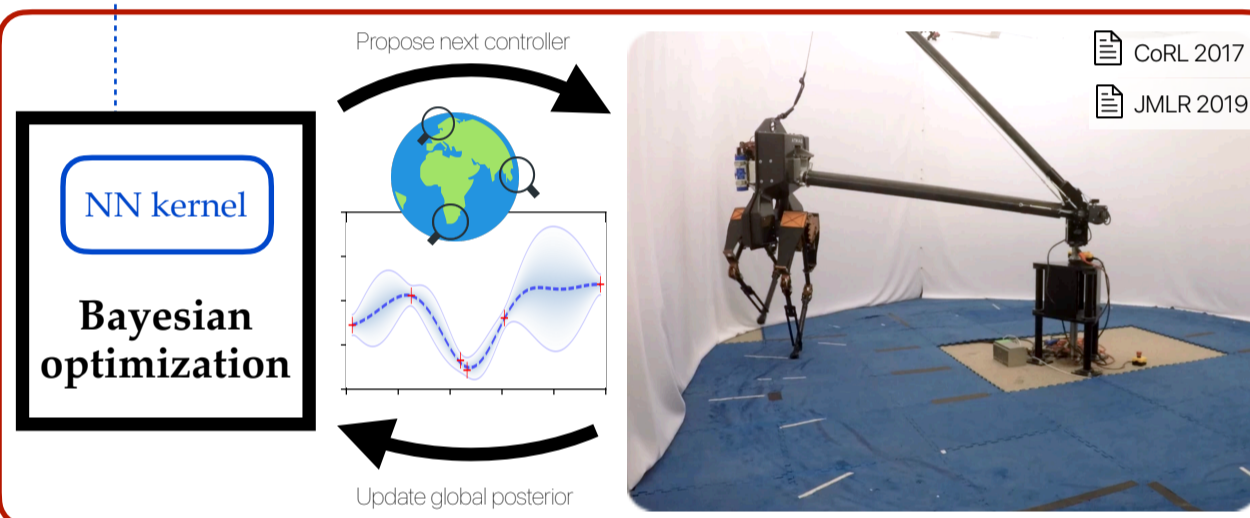 Propose next controller
CoRL 2017
JMLR 2019
NN kernel
Bayesian
optimization
Update global posterior